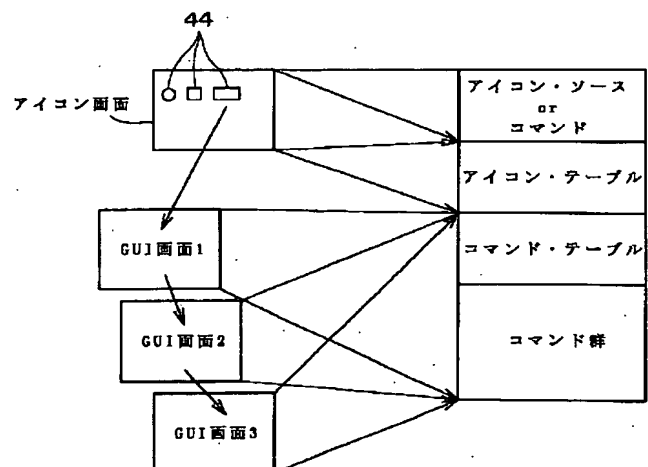 44
アイコン画面
アイコン・ソース
or
コマンド
アイコン・テーブル
コマンド・テーブル
コマンド群
GUI画面1
GUI画面2
GUI画面3